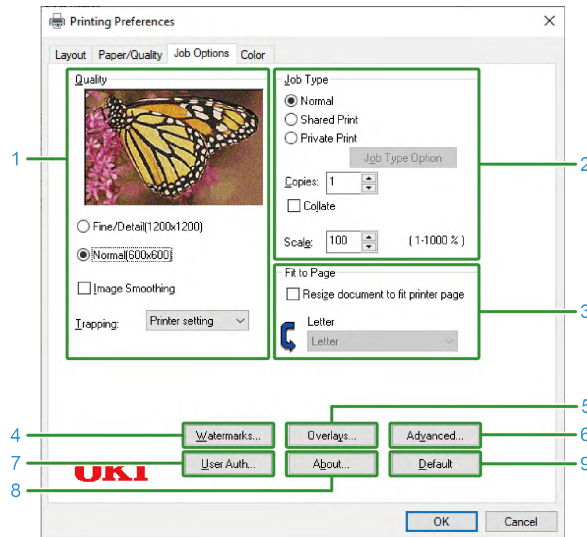 Printing Preferences
Layout Paper/Quality Job Options Color
Quality
1
Fine/Detail(1200x1200)
Normal(600x600)
Image Smoothing
Trapping: Printer setting
Job Type
Normal
Shared Print
Private Print
Job Type Option
2
Copies: 1
Collate
Scale: 100 (1-1000 %)
Fit to Page
Resize document to fit printer page
3
Letter
Letter
5
4 Watermarks... Overlays... Advanced... 6
7 User Auth... About... Default 9
OKI
8
OK Cancel